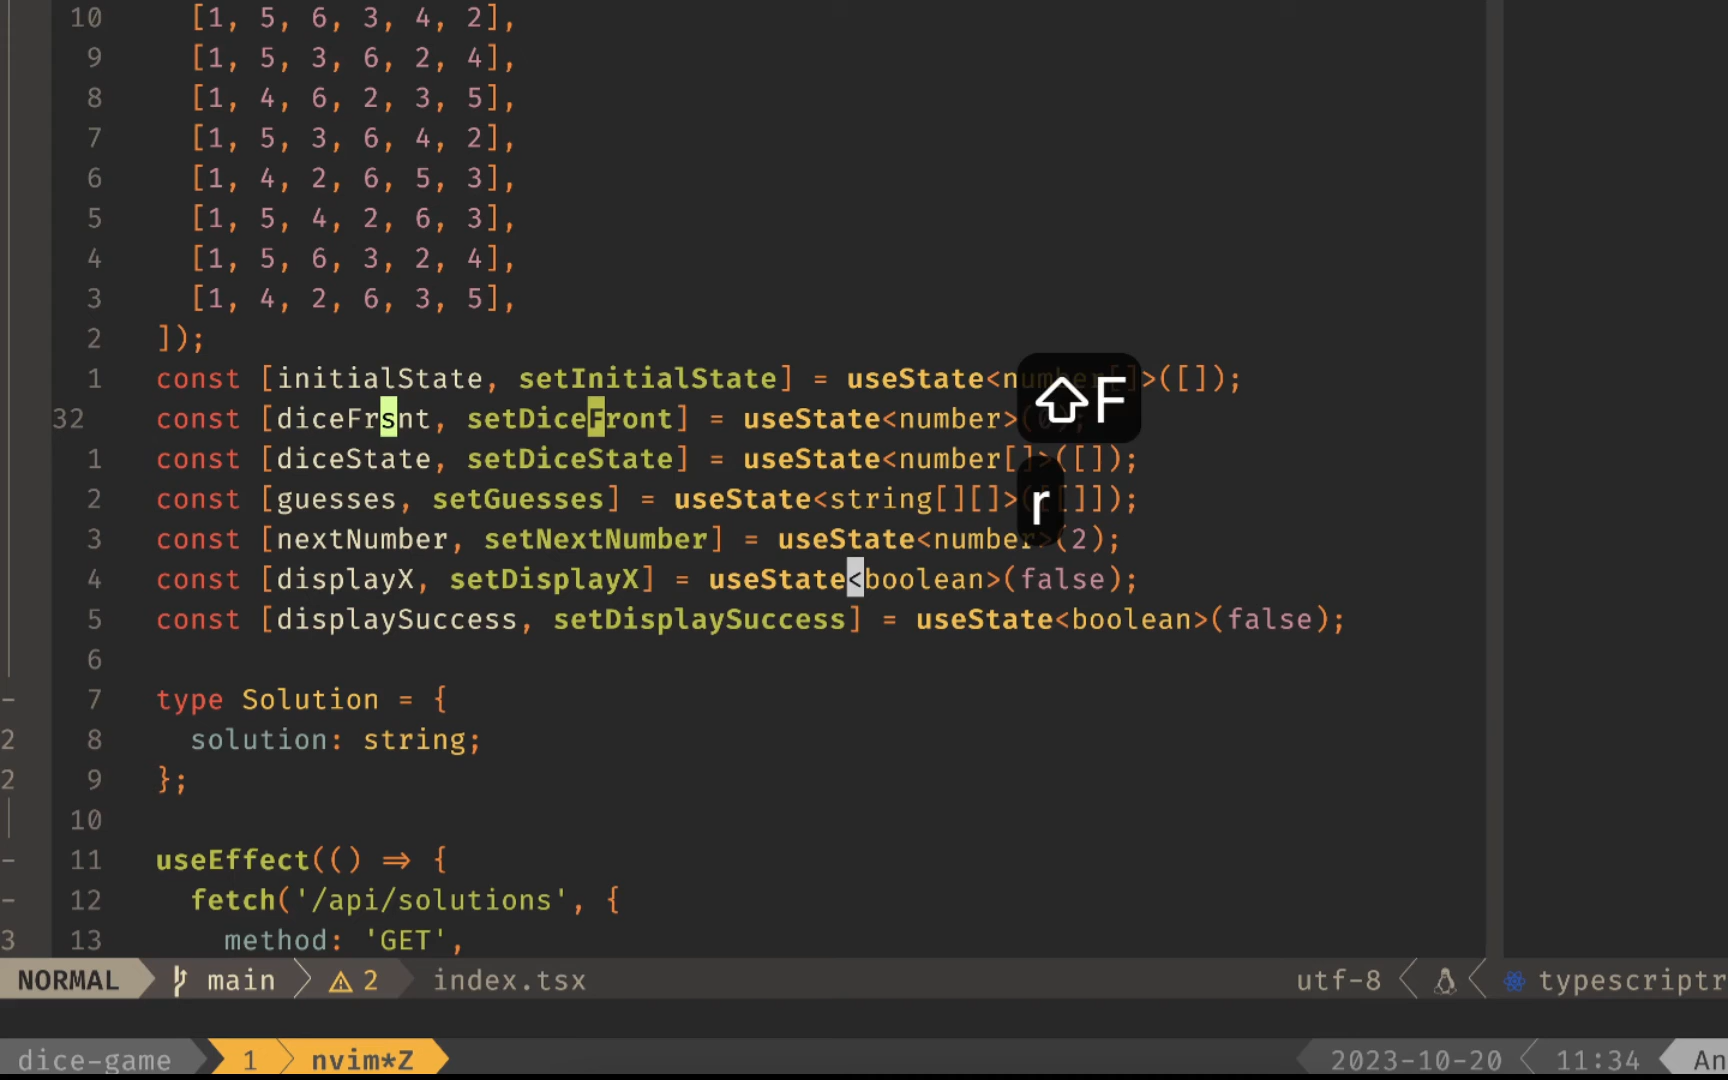 10 [1, 5, 6, 3, 4, 2],
9 [1, 5, 3, 6, 2, 4],
8 [1, 4, 6, 2, 3, 5],
7 [1, 5, 3, 6, 4, 2],
6 [1, 4, 2, 6, 5, 3],
5 [1, 5, 4, 2, 6, 3],
4 [1, 5, 6, 3, 2, 4],
3 [1, 4, 2, 6, 3, 5],
2 ]);
1 const [initialState, setInitialState] = useState<number[]>([]);
32 const [diceFrsnt, setDiceFront] = useState<number>(0);
⇧F
1 const [diceState, setDiceState] = useState<number[]>([]);
2 const [guesses, setGuesses] = useState<string[][]>([[]]);
r
3 const [nextNumber, setNextNumber] = useState<number>(2);
4 const [displayX, setDisplayX] = useState<boolean>(false);
5 const [displaySuccess, setDisplaySuccess] = useState<boolean>(false);
6
- 7 type Solution = {
2 8 solution: string;
2 9 };
10
- 11 useEffect(() => {
- 12 fetch('/api/solutions', {
3 13 method: 'GET',
NORMAL main 2 index.tsx utf-8 typescriptr
dice-game 1 nvim*Z 2023-10-20 11:34 An